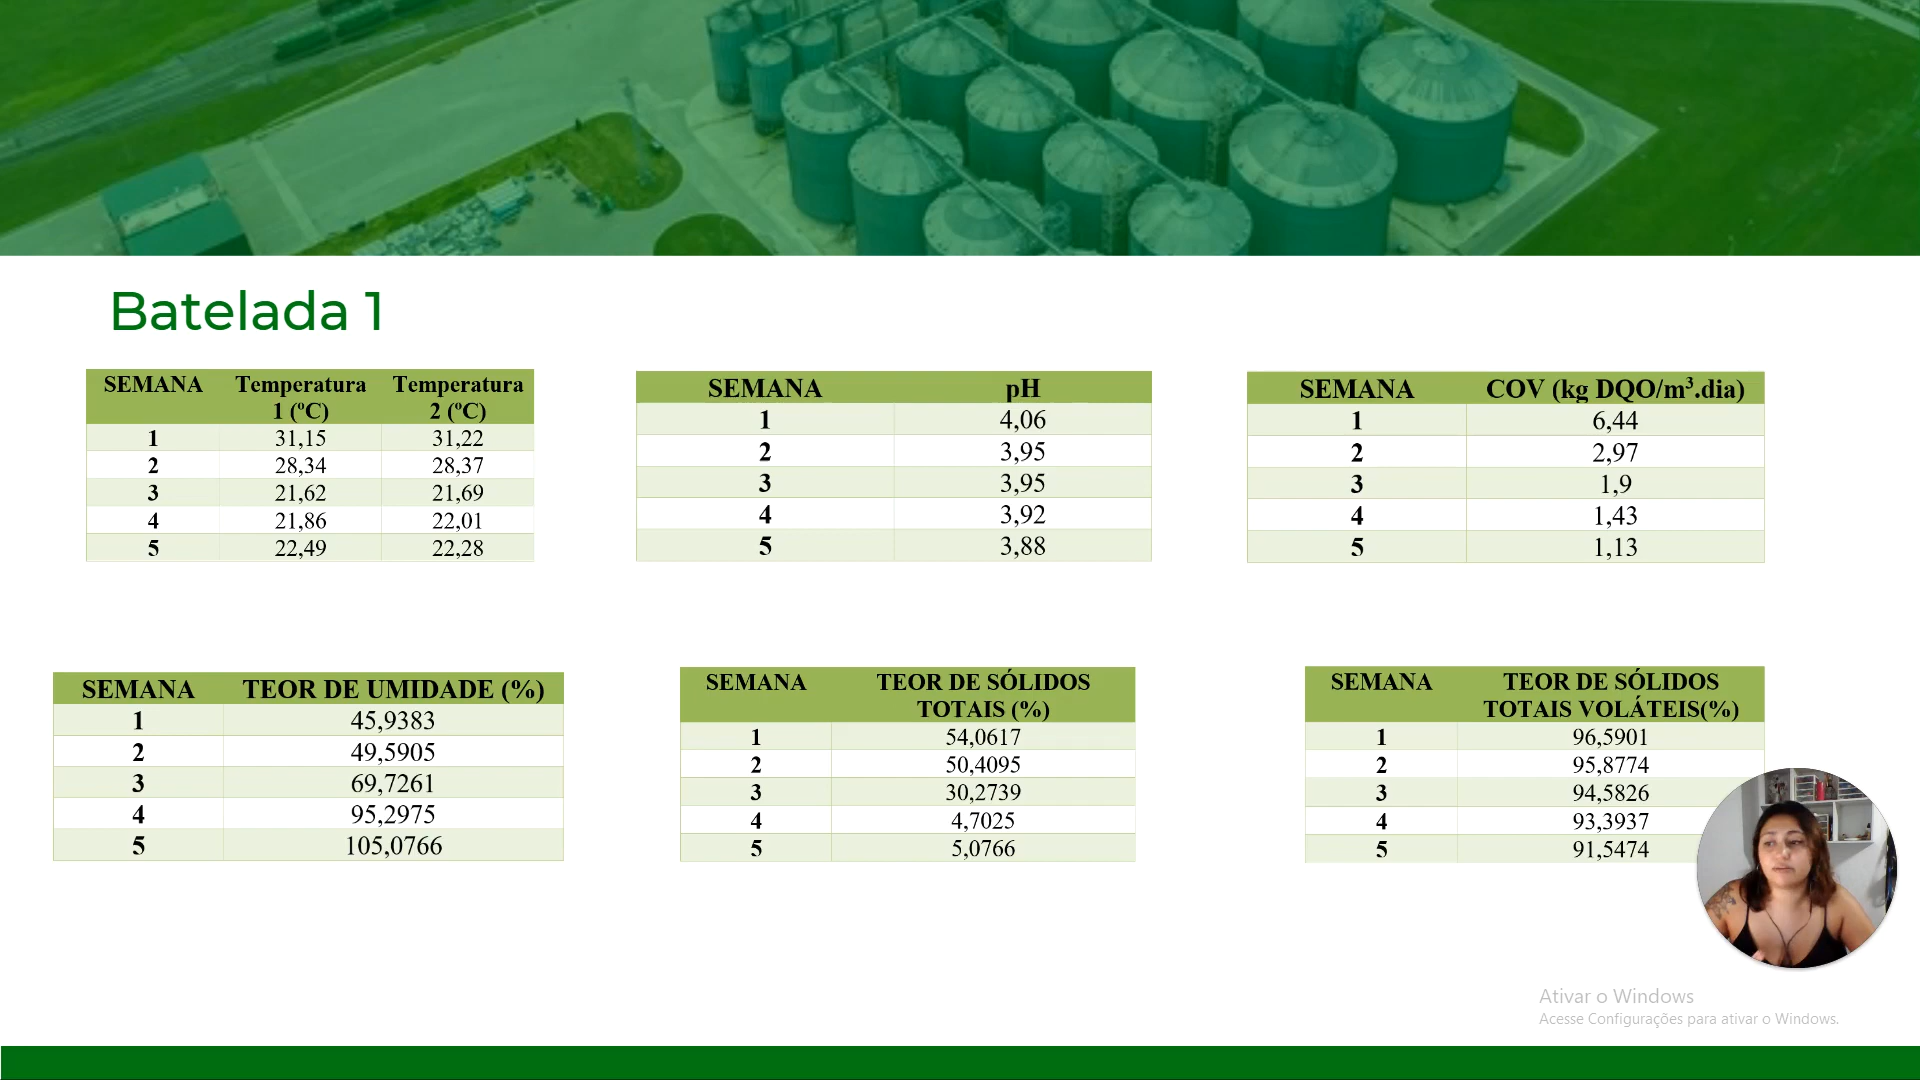 Batelada 1
SEMANA Temperatura 1 (ºC) Temperatura 2 (ºC)
1 31,15 31,22
2 28,34 28,37
3 21,62 21,69
4 21,86 22,01
5 22,49 22,28
SEMANA pH
1 4,06
2 3,95
3 3,95
4 3,92
5 3,88
SEMANA COV (kg DQO/m³.dia)
1 6,44
2 2,97
3 1,9
4 1,43
5 1,13
SEMANA TEOR DE UMIDADE (%)
1 45,9383
2 49,5905
3 69,7261
4 95,2975
5 105,0766
SEMANA TEOR DE SÓLIDOS TOTAIS (%)
1 54,0617
2 50,4095
3 30,2739
4 4,7025
5 5,0766
SEMANA TEOR DE SÓLIDOS TOTAIS VOLÁTEIS(%)
1 96,5901
2 95,8774
3 94,5826
4 93,3937
5 91,5474
Ativar o Windows
Acesse Configurações para ativar o Windows.